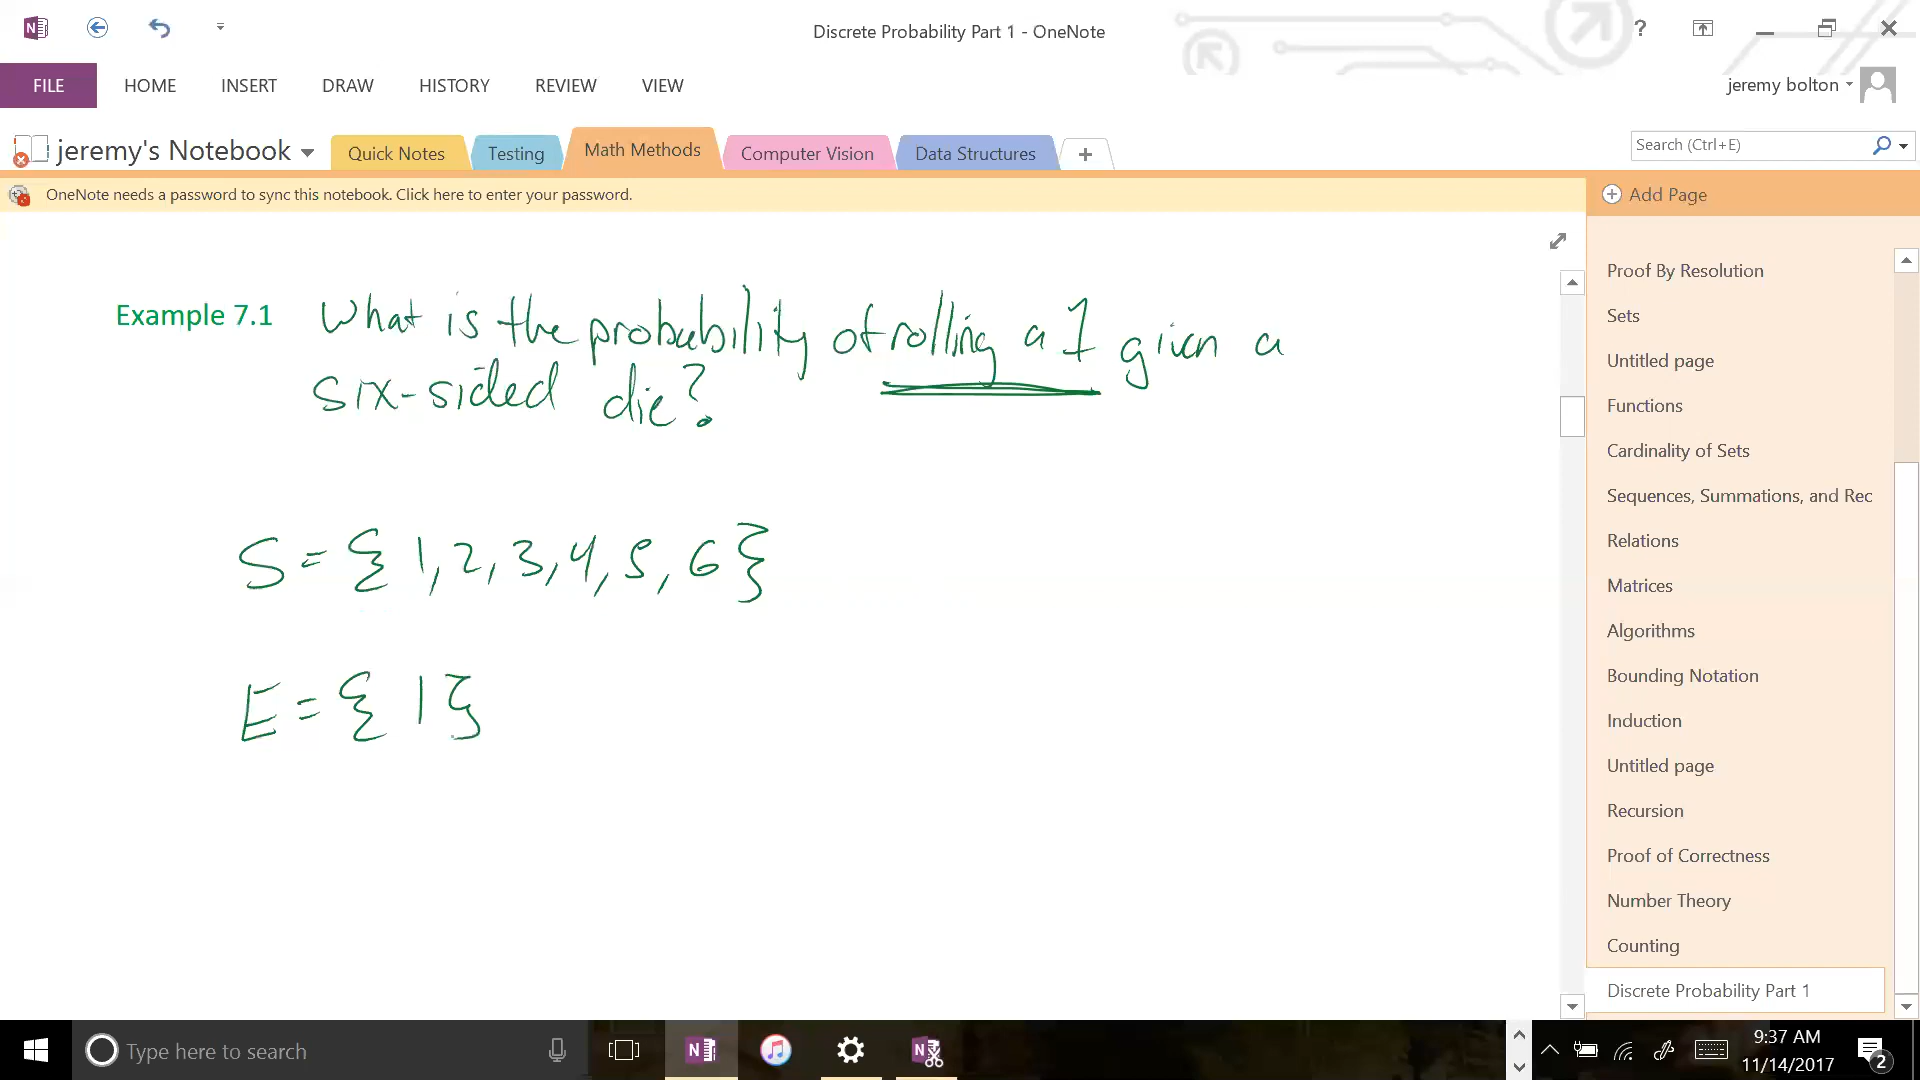 Discrete Probability Part 1 - OneNote
?
FILE HOME INSERT DRAW HISTORY REVIEW VIEW
jeremy bolton
jeremy's Notebook Quick Notes Testing Math Methods Computer Vision Data Structures +
Search (Ctrl+E)
OneNote needs a password to sync this notebook. Click here to enter your password.
Add Page
Example 7.1 What is the probability of rolling a 1 given a
six-sided die?
S = { 1, 2, 3, 4, 5, 6 }
E = { 1 }
Proof By Resolution
Sets
Untitled page
Functions
Cardinality of Sets
Sequences, Summations, and Rec
Relations
Matrices
Algorithms
Bounding Notation
Induction
Untitled page
Recursion
Proof of Correctness
Number Theory
Counting
Discrete Probability Part 1
Type here to search
N
N
9:37 AM
11/14/2017
2